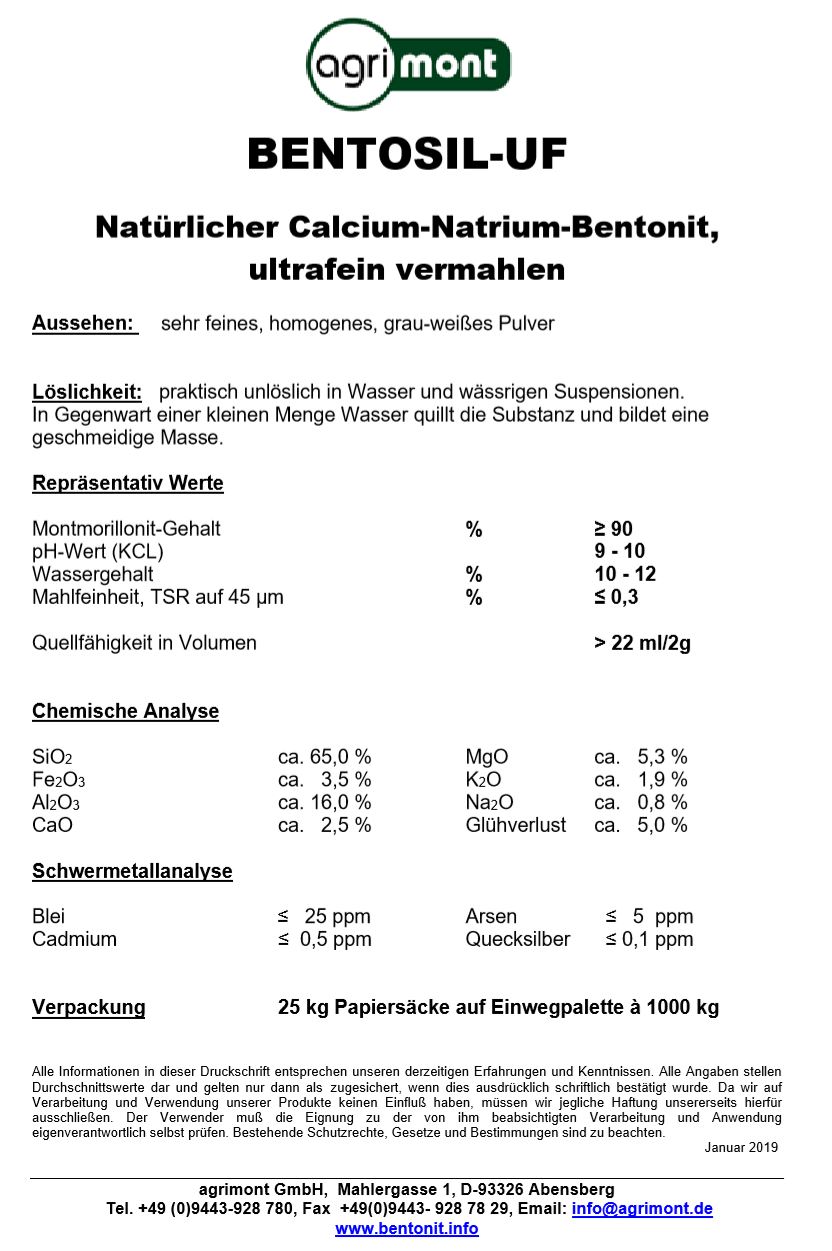 agrimont
BENTOSIL-UF
Natürlicher Calcium-Natrium-Bentonit,
ultrafein vermahlen
Aussehen: sehr feines, homogenes, grau-weißes Pulver
Löslichkeit: praktisch unlöslich in Wasser und wässrigen Suspensionen.
In Gegenwart einer kleinen Menge Wasser quillt die Substanz und bildet eine
geschmeidige Masse.
Repräsentativ Werte
Montmorillonit-Gehalt % ≥ 90
pH-Wert (KCL) 9 - 10
Wassergehalt % 10 - 12
Mahlfeinheit, TSR auf 45 µm % ≤ 0,3
Quellfähigkeit in Volumen > 22 ml/2g
Chemische Analyse
SiO2 ca. 65,0 % MgO ca. 5,3 %
Fe2O3 ca. 3,5 % K2O ca. 1,9 %
Al2O3 ca. 16,0 % Na2O ca. 0,8 %
CaO ca. 2,5 % Glühverlust ca. 5,0 %
Schwermetallanalyse
Blei ≤ 25 ppm Arsen ≤ 5 ppm
Cadmium ≤ 0,5 ppm Quecksilber ≤ 0,1 ppm
Verpackung 25 kg Papiersäcke auf Einwegpalette à 1000 kg
Alle Informationen in dieser Druckschrift entsprechen unseren derzeitigen Erfahrungen und Kenntnissen. Alle Angaben stellen
Durchschnittswerte dar und gelten nur dann als zugesichert, wenn dies ausdrücklich schriftlich bestätigt wurde. Da wir auf
Verarbeitung und Verwendung unserer Produkte keinen Einfluß haben, müssen wir jegliche Haftung unsererseits hierfür
ausschließen. Der Verwender muß die Eignung zu der von ihm beabsichtigten Verarbeitung und Anwendung
eigenverantwortlich selbst prüfen. Bestehende Schutzrechte, Gesetze und Bestimmungen sind zu beachten.
Januar 2019
agrimont GmbH, Mahlergasse 1, D-93326 Abensberg
Tel. +49 (0)9443-928 780, Fax +49(0)9443- 928 78 29, Email: info@agrimont.de
www.bentonit.info